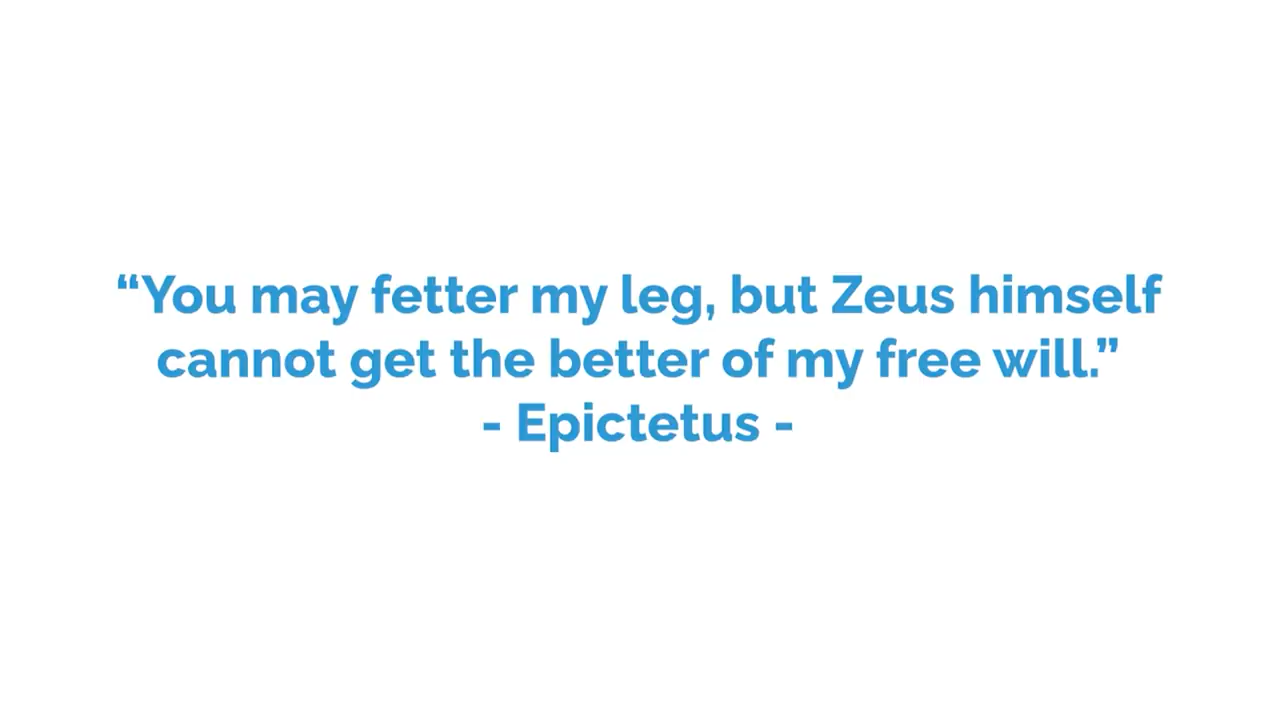 “You may fetter my leg, but Zeus himself
cannot get the better of my free will.”
- Epictetus -